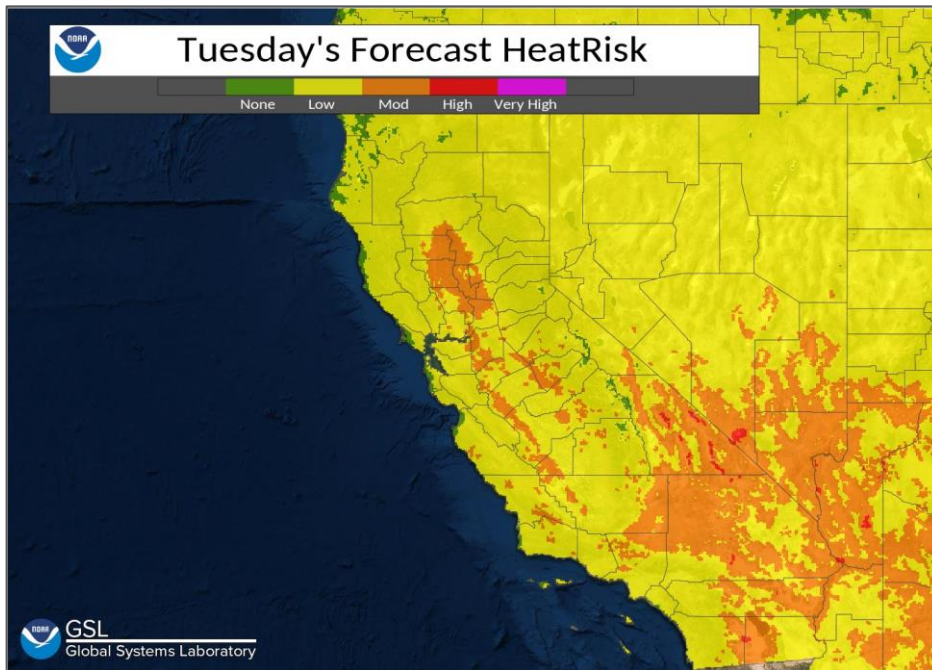 NOAA
Tuesday's Forecast HeatRisk
None Low Mod High Very High
NOAA
GSL
Global Systems Laboratory